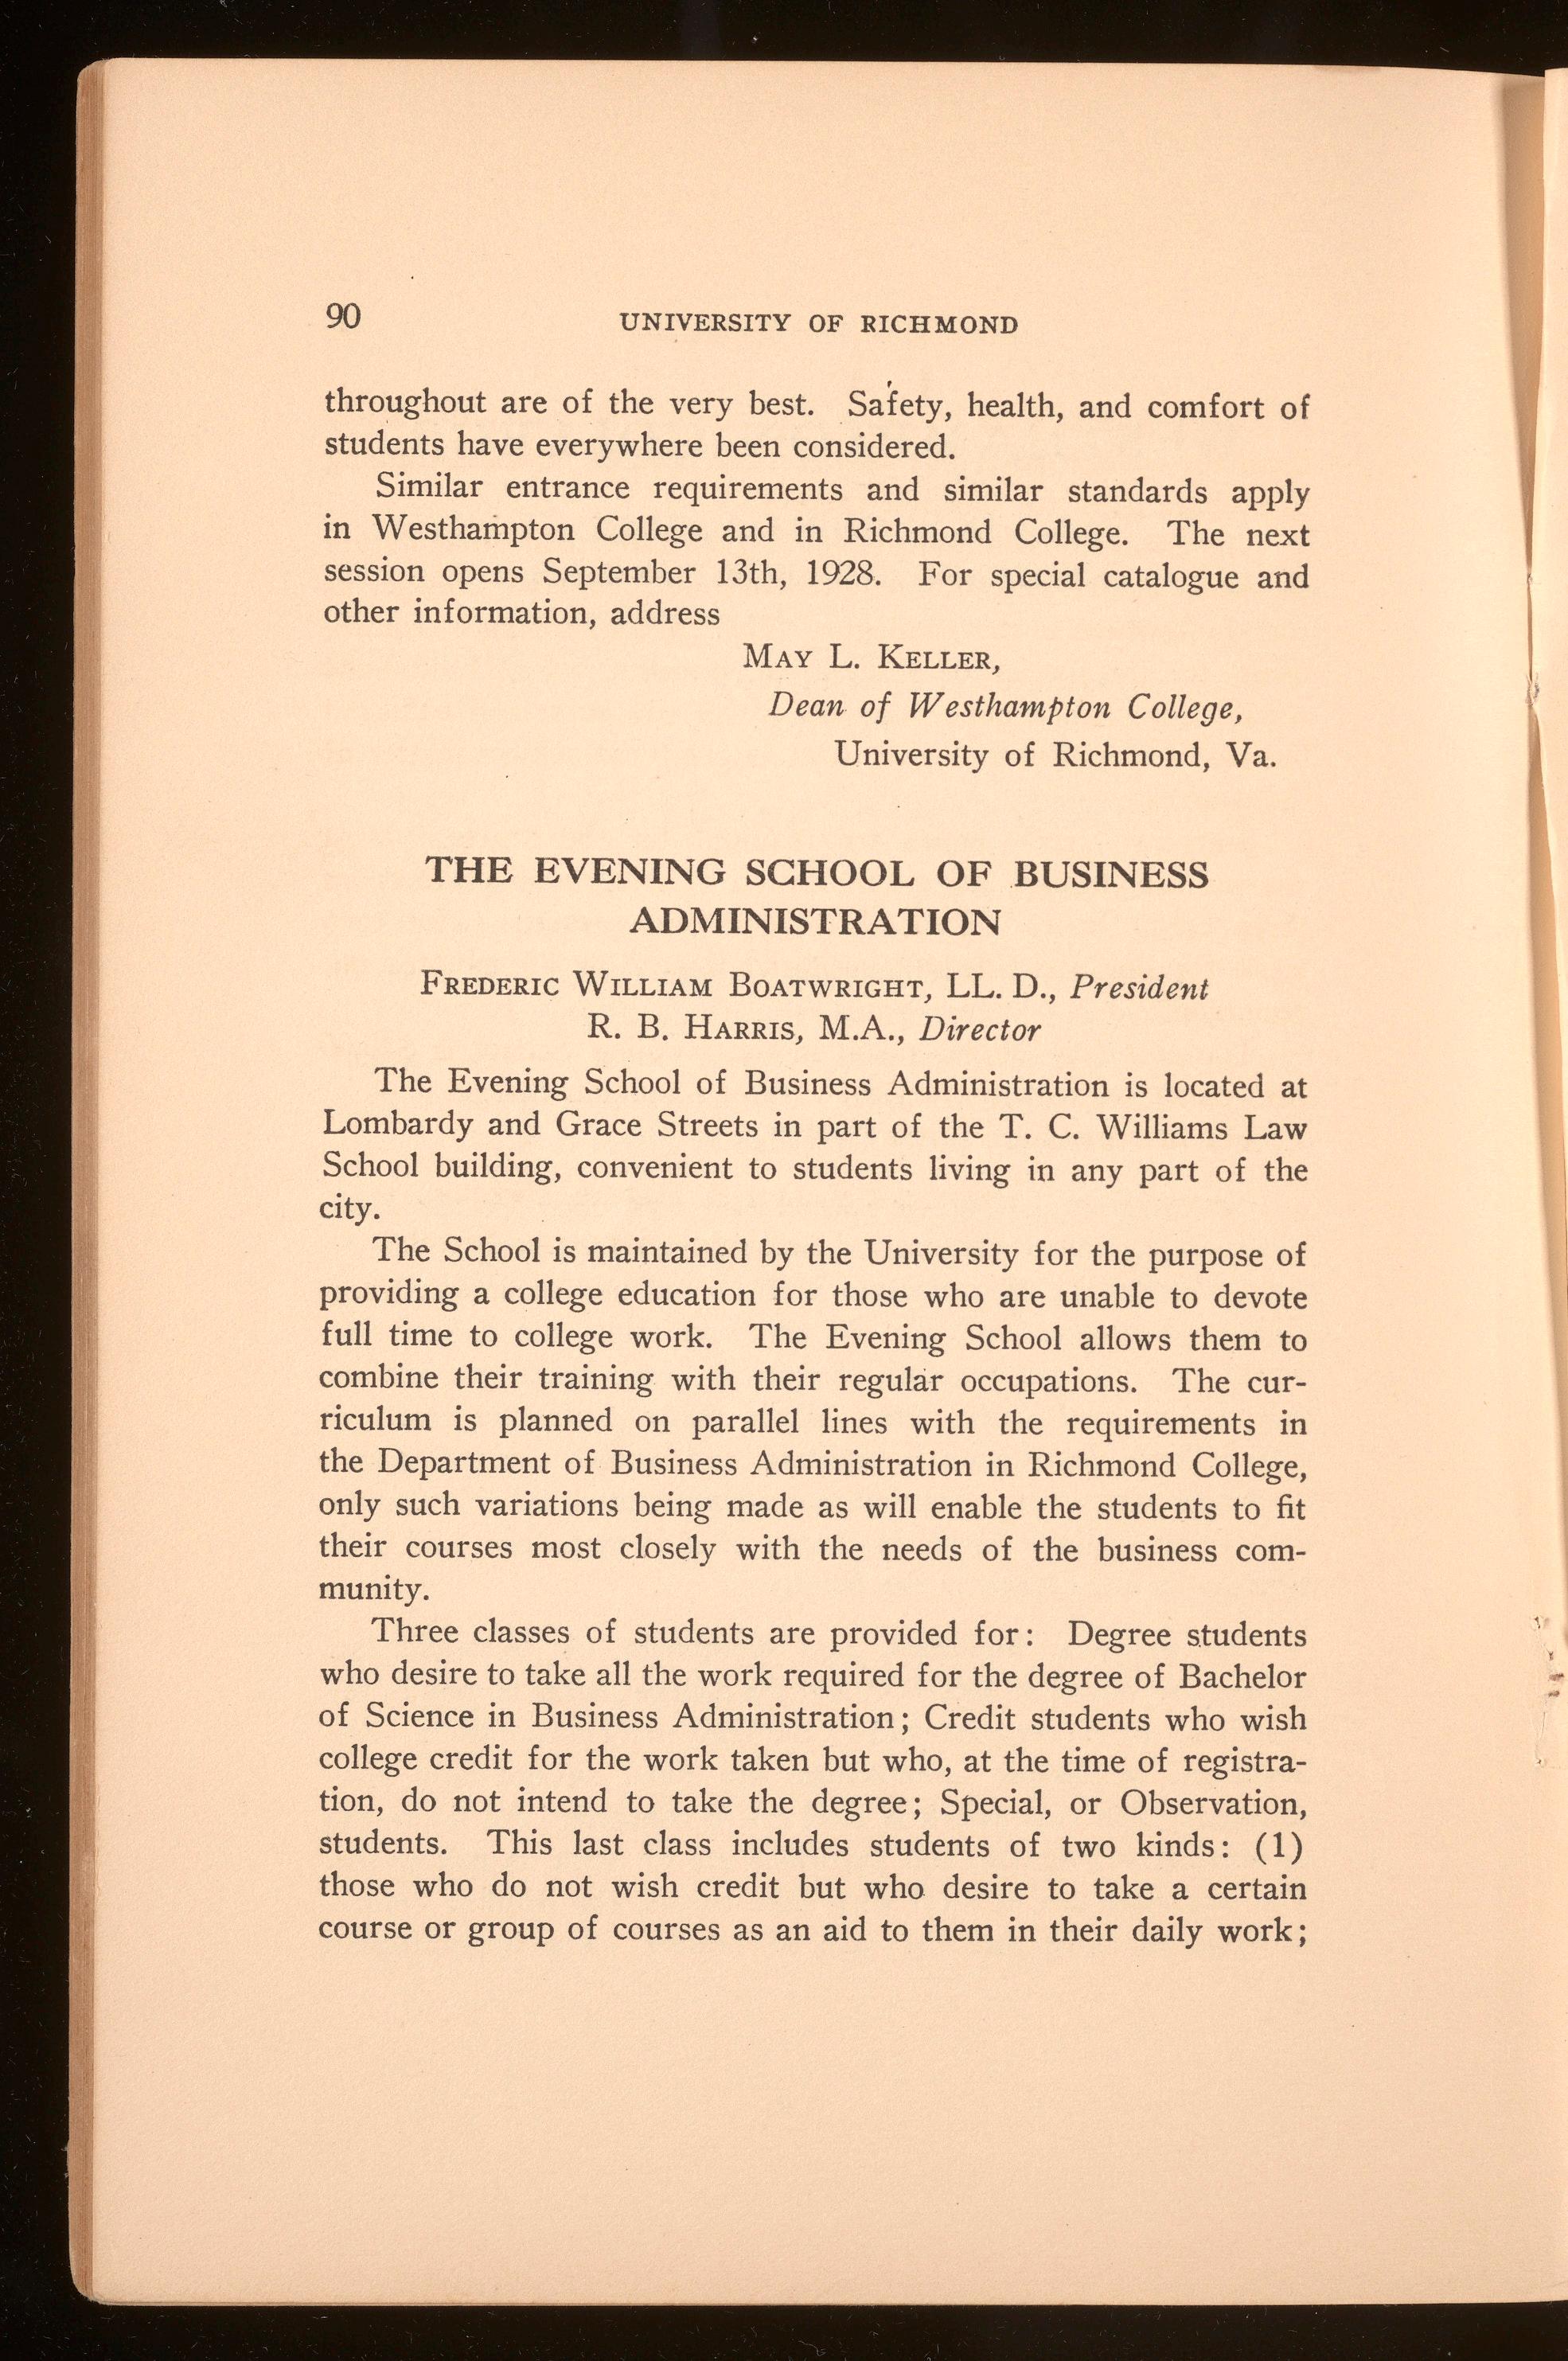 90 UNIVERSITY OF RICHMOND
throughout are of the very best. Safety, health, and comfort of
students have everywhere been considered.
Similar entrance requirements and similar standards apply
in Westhampton College and in Richmond College. The next
session opens September 13th, 1928. For special catalogue and
other information, address
MAY L. KELLER,
Dean of Westhampton College,
University of Richmond, Va.
THE EVENING SCHOOL OF BUSINESS
ADMINISTRATION
FREDERIC WILLIAM BOATWRIGHT, LL. D., President
R. B. HARRIS, M.A., Director
The Evening School of Business Administration is located at
Lombardy and Grace Streets in part of the T. C. Williams Law
School building, convenient to students living in any part of the
city.
The School is maintained by the University for the purpose of
providing a college education for those who are unable to devote
full time to college work. The Evening School allows them to
combine their training with their regular occupations. The cur-
riculum is planned on parallel lines with the requirements in
the Department of Business Administration in Richmond College,
only such variations being made as will enable the students to fit
their courses most closely with the needs of the business com-
munity.
Three classes of students are provided for: Degree students
who desire to take all the work required for the degree of Bachelor
of Science in Business Administration; Credit students who wish
college credit for the work taken but who, at the time of registra-
tion, do not intend to take the degree; Special, or Observation,
students. This last class includes students of two kinds: (1)
those who do not wish credit but who desire to take a certain
course or group of courses as an aid to them in their daily work;